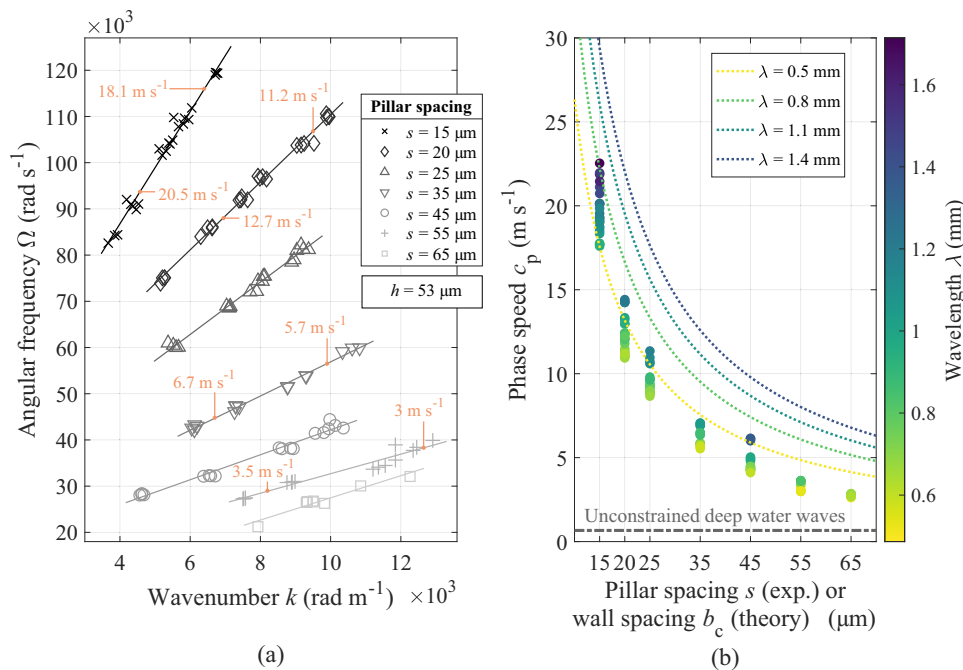 ×10³
120
110
100
90
80
70
60
50
40
30
20
Angular frequency Ω (rad s⁻¹)
4
6
8
10
12
Wavenumber k (rad m⁻¹)
×10³
18.1 m s⁻¹
11.2 m s⁻¹
20.5 m s⁻¹
12.7 m s⁻¹
5.7 m s⁻¹
6.7 m s⁻¹
3 m s⁻¹
3.5 m s⁻¹
Pillar spacing
s = 15 μm
s = 20 μm
s = 25 μm
s = 35 μm
s = 45 μm
s = 55 μm
s = 65 μm
h = 53 μm
(a)
(b)
30
25
20
15
10
5
0
Phase speed cₚ (m s⁻¹)
λ = 0.5 mm
λ = 0.8 mm
λ = 1.1 mm
λ = 1.4 mm
Unconstrained deep water waves
15
20
25
35
45
55
65
Pillar spacing s (exp.) or
wall spacing b_c (theory) (μm)
1.6
1.4
1.2
1
0.8
0.6
Wavelength λ (mm)
(b)